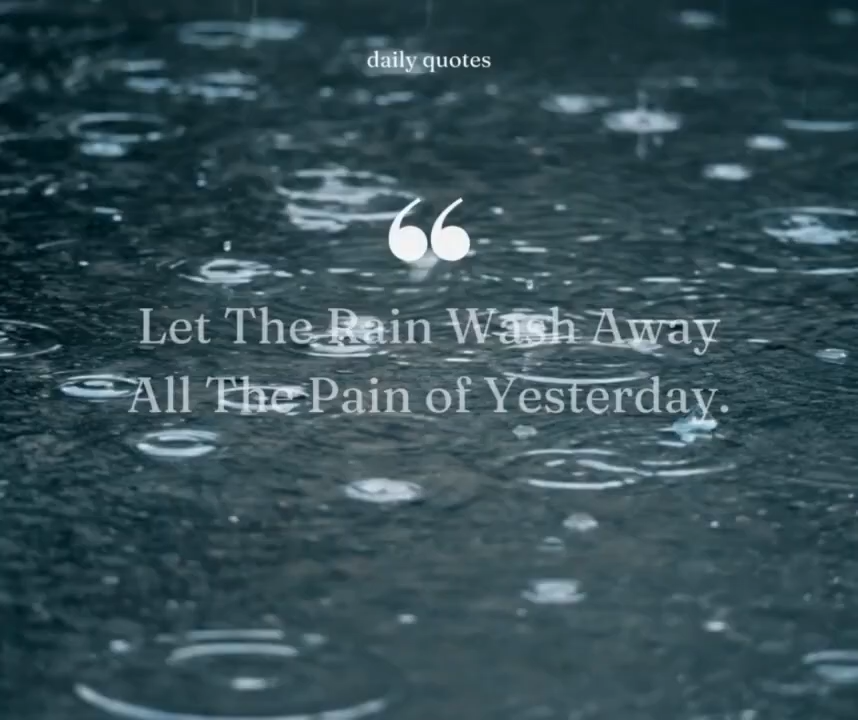 daily quotes
“
Let The Rain Wash Away
All The Pain of Yesterday.